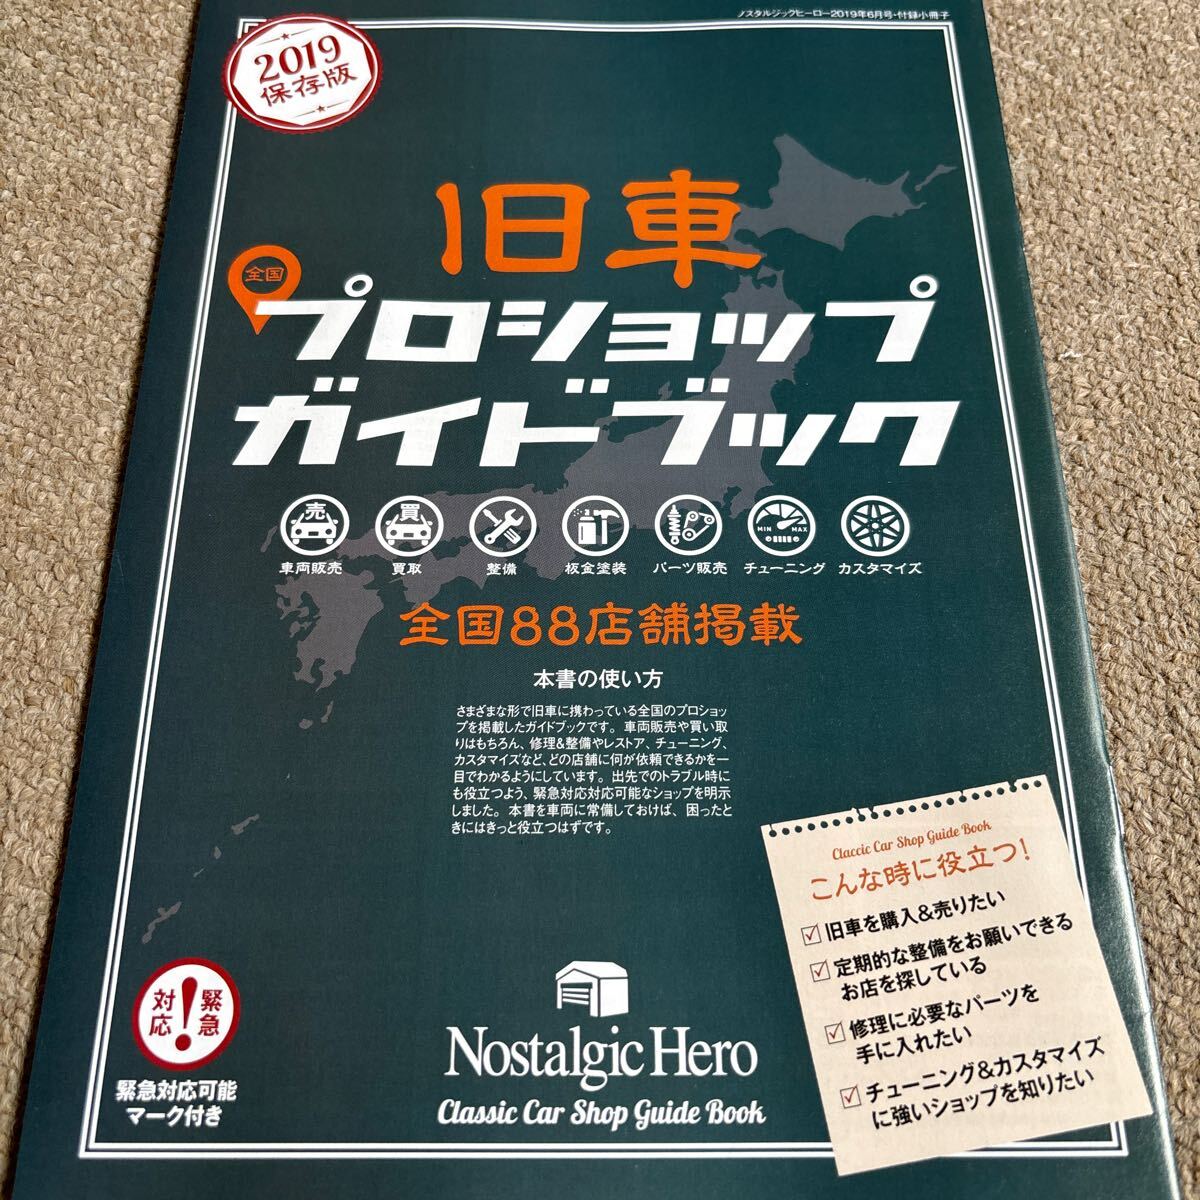 ノスタルジックヒーロー2019年6月号・付録小冊子
2019
保存版
旧車
全国
プロショップ
ガイドブック
売
買
MIN MAX
車両販売 買取 整備 板金塗装 パーツ販売 チューニング カスタマイズ
全国88店舗掲載
本書の使い方
さまざまな形で旧車に携わっている全国のプロショッ
プを掲載したガイドブックです。車両販売や買い取
りはもちろん、修理&整備やレストア、チューニング、
カスタマイズなど、どの店舗に何が依頼できるかを一
目でわかるようにしています。出先でのトラブル時に
も役立つよう、緊急対応対応可能なショップを明示
しました。本書を車両に常備しておけば、困ったと
きにはきっと役立つはずです。
Classic Car Shop Guide Book
こんな時に役立つ!
旧車を購入&売りたい
定期的な整備をお願いできる
お店を探している
修理に必要なパーツを
手に入れたい
チューニング&カスタマイズ
に強いショップを知りたい
緊急
対応
!
緊急対応可能
マーク付き
Nostalgic Hero
Classic Car Shop Guide Book